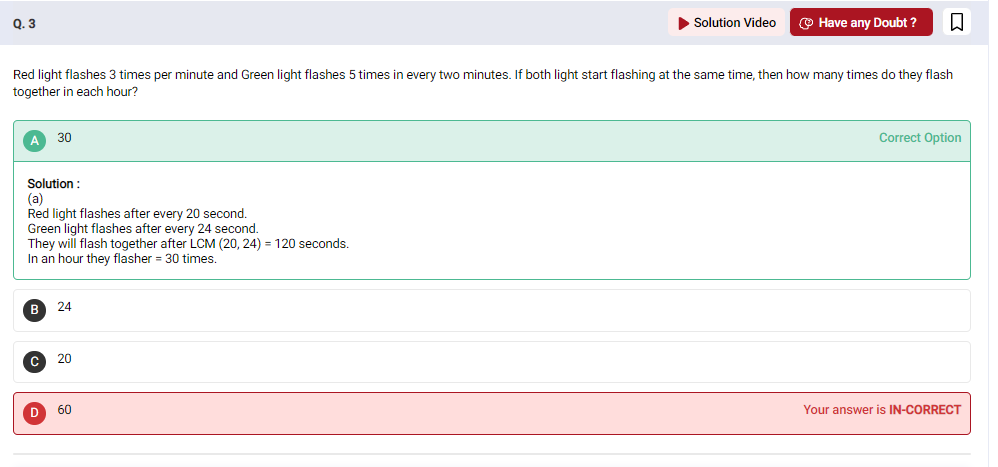 Q. 3
Solution Video
Have any Doubt ?
Red light flashes 3 times per minute and Green light flashes 5 times in every two minutes. If both light start flashing at the same time, then how many times do they flash
together in each hour?
A
30
Correct Option
Solution :
(a)
Red light flashes after every 20 second.
Green light flashes after every 24 second.
They will flash together after LCM (20, 24) = 120 seconds.
In an hour they flasher = 30 times.
B
24
C
20
D
60
Your answer is IN-CORRECT